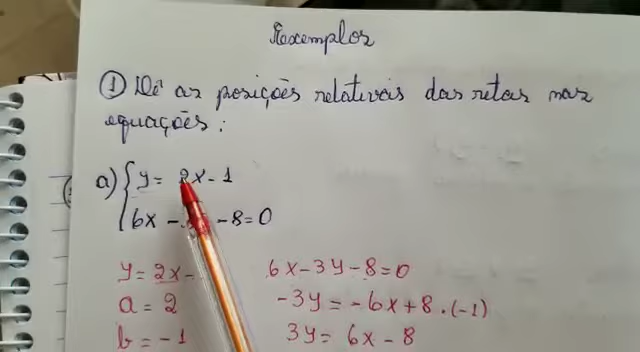 Exemplos
① Dê as posições relativas das retas nas
equações:
a) { y = 2x - 1
6x - - 8 = 0
y = 2x -
6x - 3y - 8 = 0
a = 2
-3y = -6x + 8 · (-1)
b = -1
3y = 6x - 8